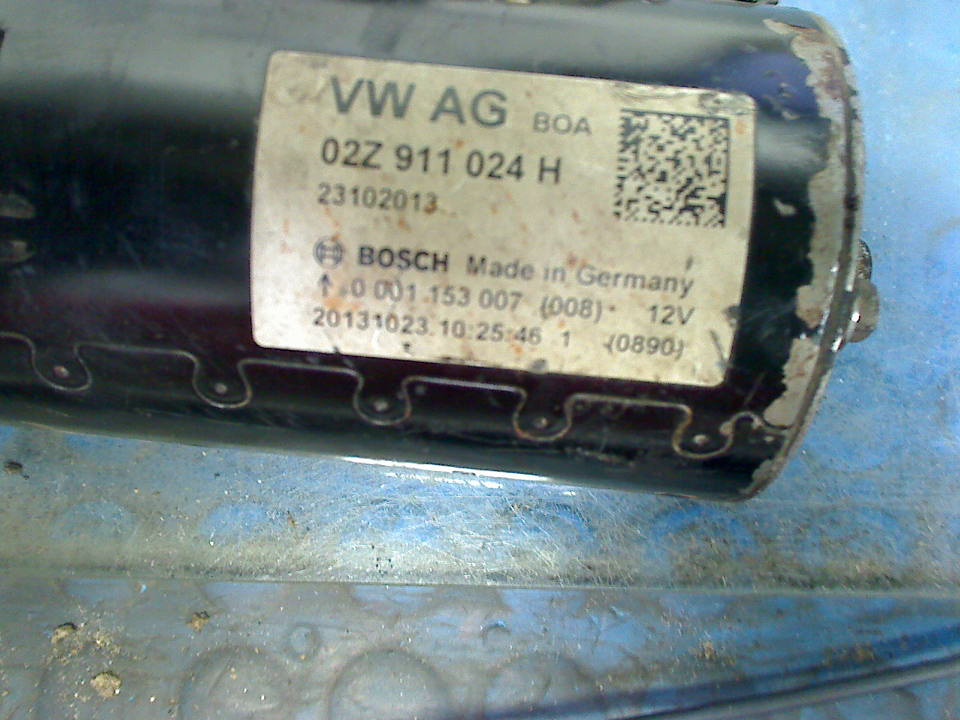 VW AG BOA
02Z 911 024 H
23102013
BOSCH Made in Germany
0 001 153 007 (008) 12V
20131023 10:25:46 1 (0890)